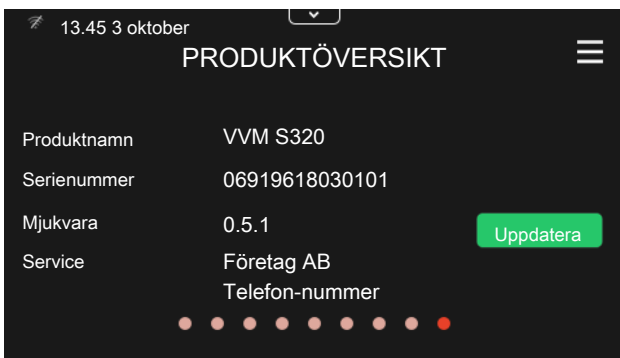 13.45 3 oktober
PRODUKTÖVERSIKT
Produktnamn VVM S320
Serienummer 06919618030101
Mjukvara 0.5.1 Uppdatera
Service Företag AB
Telefon-nummer